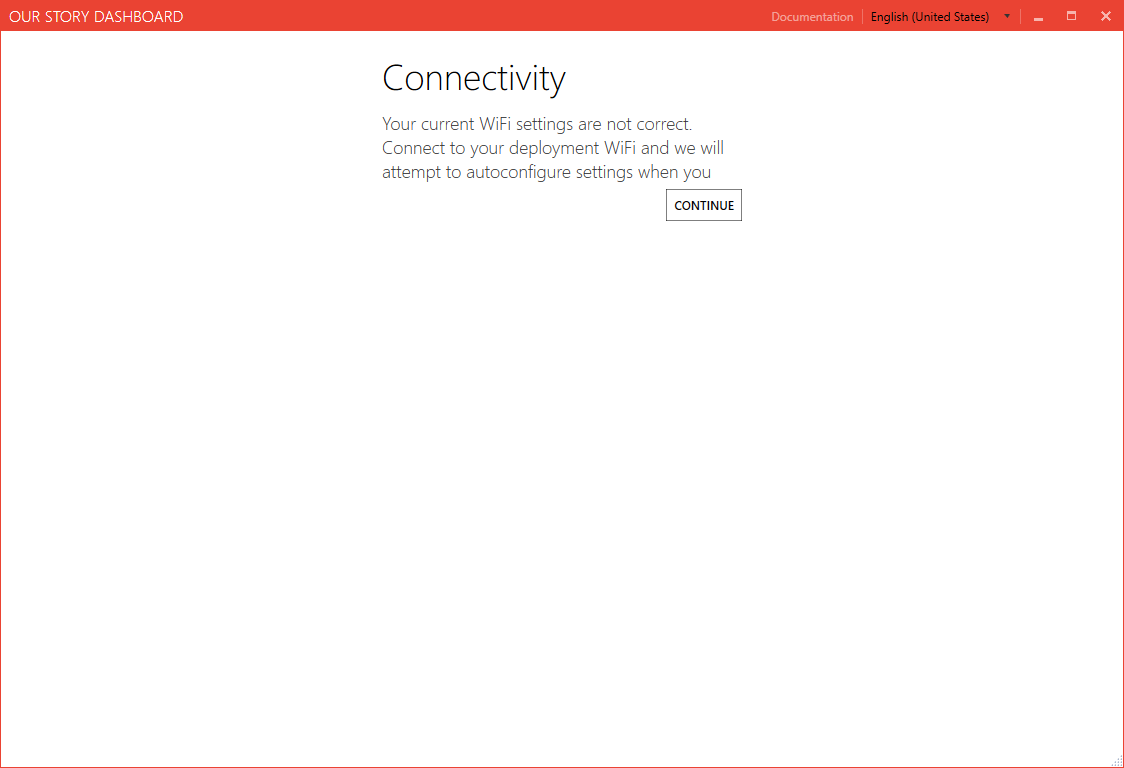 OUR STORY DASHBOARD
Documentation
English (United States)
Connectivity
Your current WiFi settings are not correct.
Connect to your deployment WiFi and we will
attempt to autoconfigure settings when you
CONTINUE